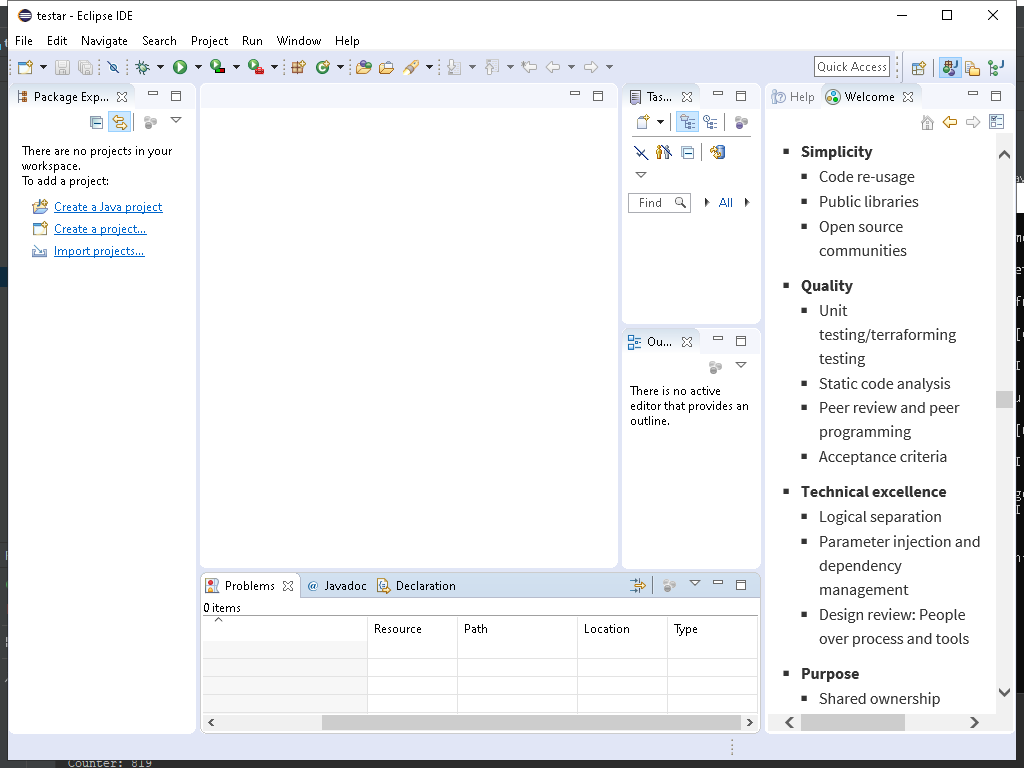 testar - Eclipse IDE
File Edit Navigate Search Project Run Window Help
Quick Access
Package Exp...
There are no projects in your
workspace.
To add a project:
Create a Java project
Create a project...
Import projects...
Tas...
Find
All
Ou...
There is no active
editor that provides an
outline.
Help
Welcome
Simplicity
Code re-usage
Public libraries
Open source
communities
Quality
Unit
testing/terraforming
testing
Static code analysis
Peer review and peer
programming
Acceptance criteria
Technical excellence
Logical separation
Parameter injection and
dependency
management
Design review: People
over process and tools
Purpose
Shared ownership
Problems @ Javadoc Declaration
0 items
Resource Path Location Type
Counter: 819